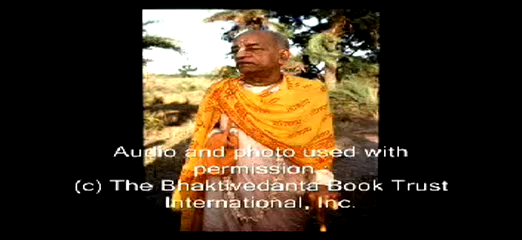 Audio and photo used with
permission.
(c) The Bhaktivedanta Book Trust
International, Inc.